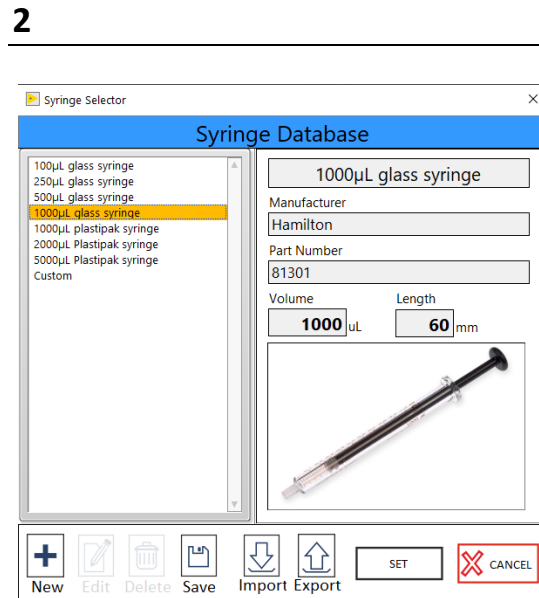 2
Syringe Selector
Syringe Database
100µL glass syringe
250µL glass syringe
500µL glass syringe
1000µL glass syringe
1000µL plastipak syringe
2000µL Plastipak syringe
5000µL Plastipak syringe
Custom
1000µL glass syringe
Manufacturer
Hamilton
Part Number
81301
Volume Length
1000 uL 60 mm
New Edit Delete Save Import Export SET CANCEL